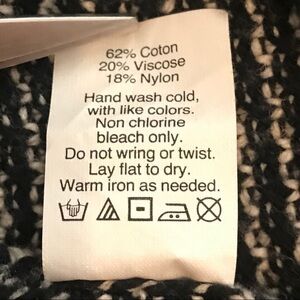 62% Coton
20% Viscose
18% Nylon
Hand wash cold,
with like colors.
Non chlorine
bleach only.
Do not wring or twist.
Lay flat to dry.
Warm iron as needed.